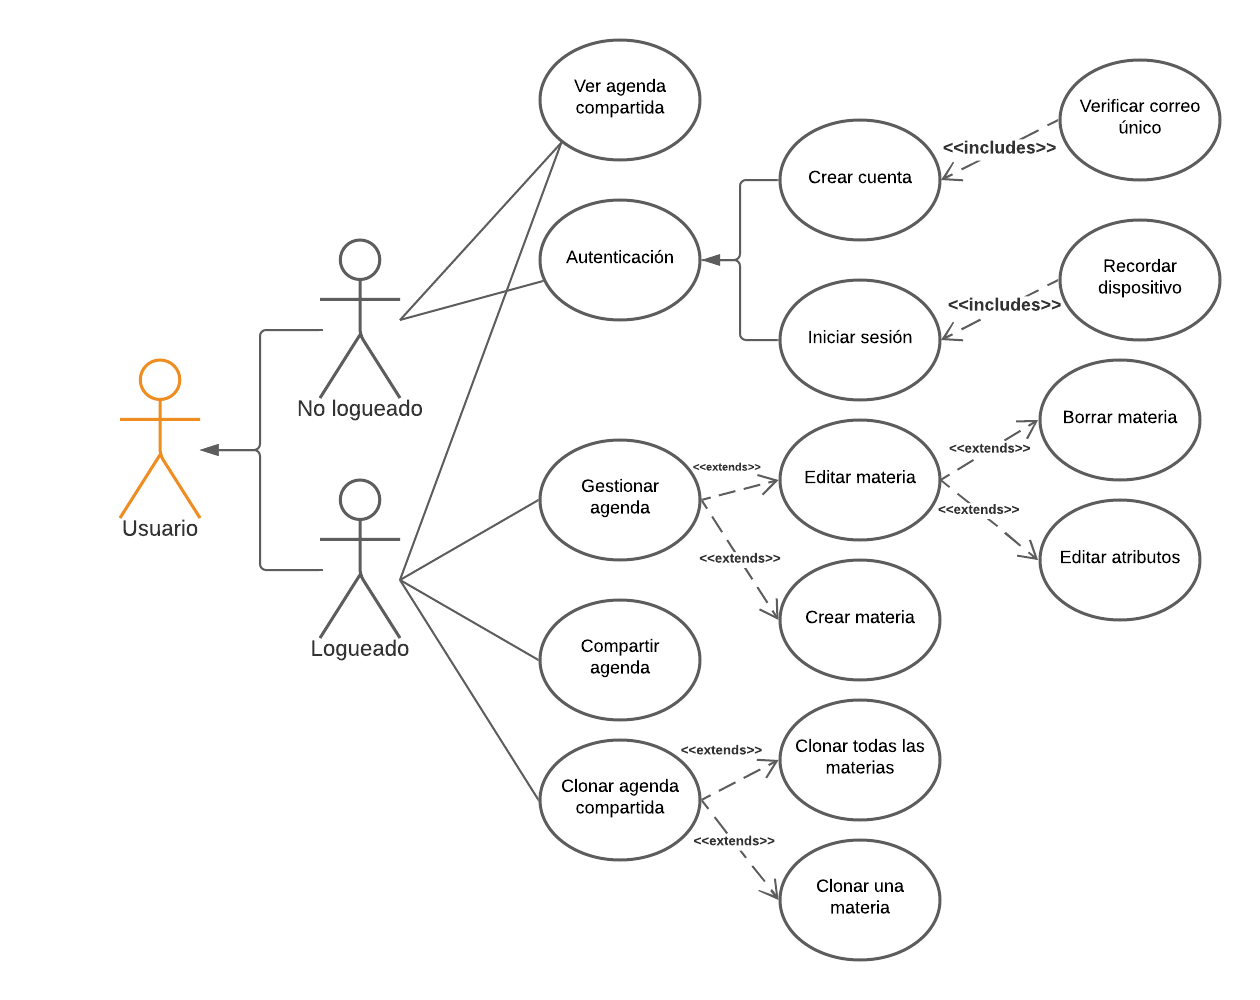 Ver agenda
compartida
Verificar correo
único
<<includes>>
Crear cuenta
Autenticación
Recordar
dispositivo
<<includes>>
Iniciar sesión
No logueado
Usuario
Logueado
Gestionar
agenda
<<extends>>
Editar materia
<<extends>>
Borrar materia
<<extends>>
Editar atributos
<<extends>>
Crear materia
Compartir
agenda
Clonar agenda
compartida
<<extends>>
Clonar todas las
materias
<<extends>>
Clonar una
materia